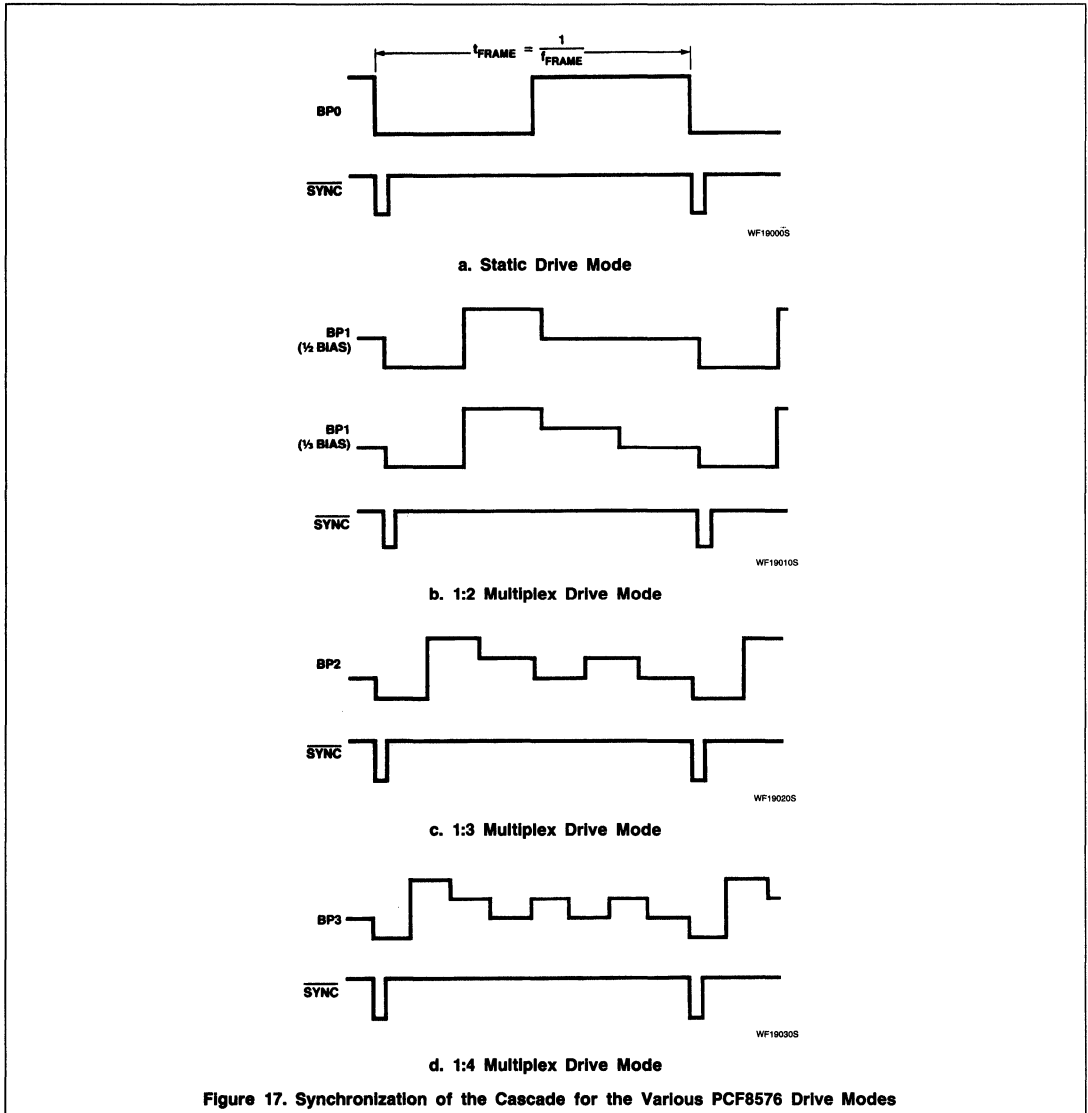 tFRAME = 1
fFRAME
BP0
SYNC
WF19000S
a. Static Drive Mode
BP1
(½ BIAS)
BP1
(⅓ BIAS)
SYNC
WF19010S
b. 1:2 Multiplex Drive Mode
BP2
SYNC
WF19020S
c. 1:3 Multiplex Drive Mode
BP3
SYNC
WF19030S
d. 1:4 Multiplex Drive Mode
Figure 17. Synchronization of the Cascade for the Various PCF8576 Drive Modes